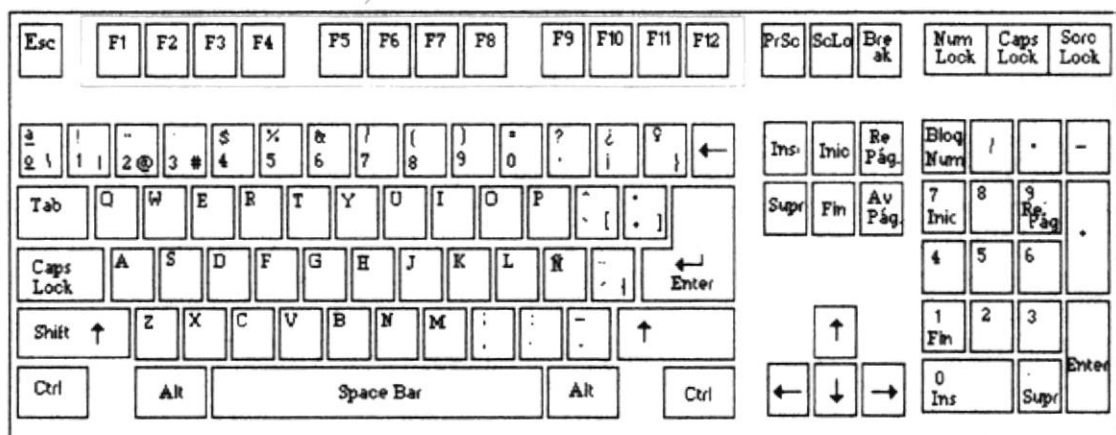 Esc F1 F2 F3 F4 F5 F6 F7 F8 F9 F10 F11 F12 PrSc ScLo Bre Num Caps Scro
ak Lock Lock Lock
a ! ¨ · $ % & / ( ) = ? ¿ Re Bloq / · -
º \ 1 | 2 @ 3 # 4 5 6 7 8 9 0 ' ¡ } ← Ins Inic Pág. Num
Tab Q W E R T Y U I O P ^ ` [ ] Supr Fin Av 7 8 9
Pág. Inic Re. Pág
Caps A S D F G H J K L Ñ ¨ ´ { ↵ 4 5 6
Lock Enter
Shift ↑ Z X C V B N M ; : - ↑ ↑ 1 2 3
Fin
Ctrl Alt Space Bar Alt Ctrl ← ↓ → 0 . Enter
Ins Supr